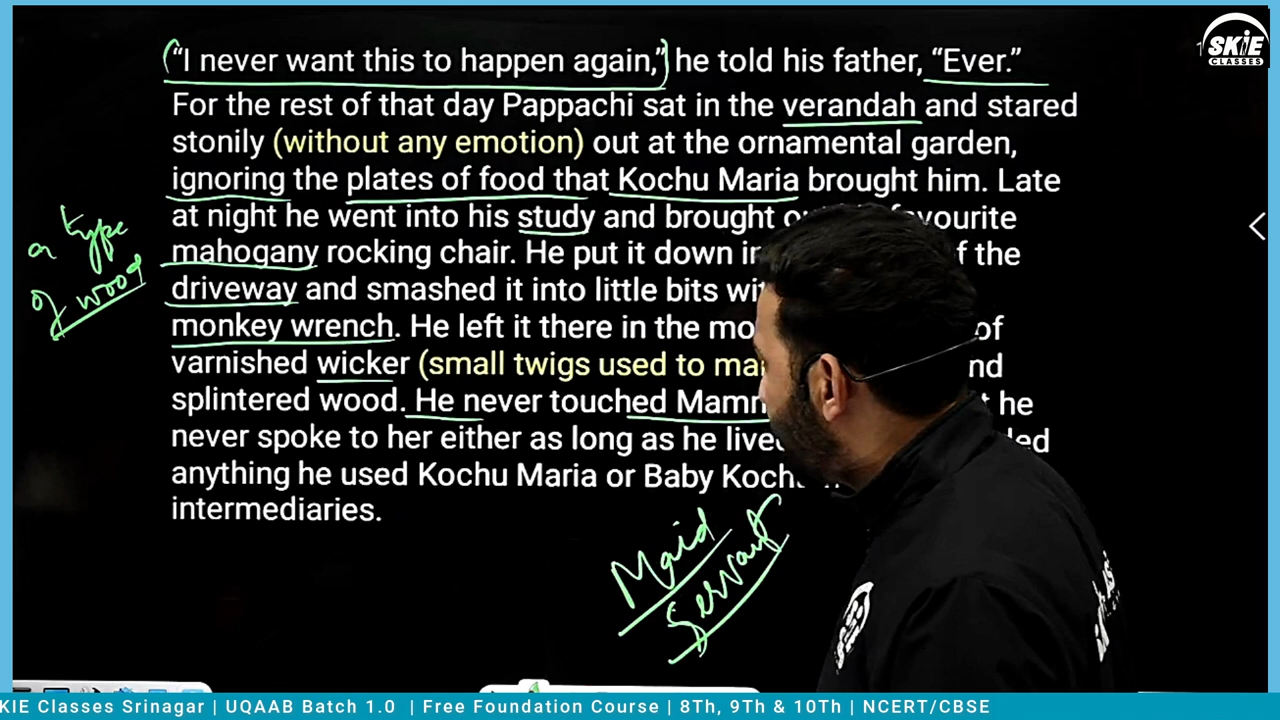 SKiE
CLASSES
“I never want this to happen again,” he told his father, “Ever.”
For the rest of that day Pappachi sat in the verandah and stared
stonily (without any emotion) out at the ornamental garden,
ignoring the plates of food that Kochu Maria brought him. Late
at night he went into his study and brought favourite
mahogany rocking chair. He put it down of the
driveway and smashed it into little bits
monkey wrench. He left it there in the of
varnished wicker (small twigs used to
splintered wood. He never touched he
never spoke to her either as long as he
anything he used Kochu Maria or Baby
intermediaries.
a type
of wood
Maid
Servant
KIE Classes Srinagar | UQAAB Batch 1.0 | Free Foundation Course | 8Th, 9Th & 10Th | NCERT/CBSE